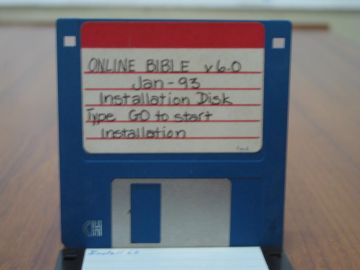 ONLINE BIBLE v6.0
Jan-93
Installation Disk
Type GO to start
Installation